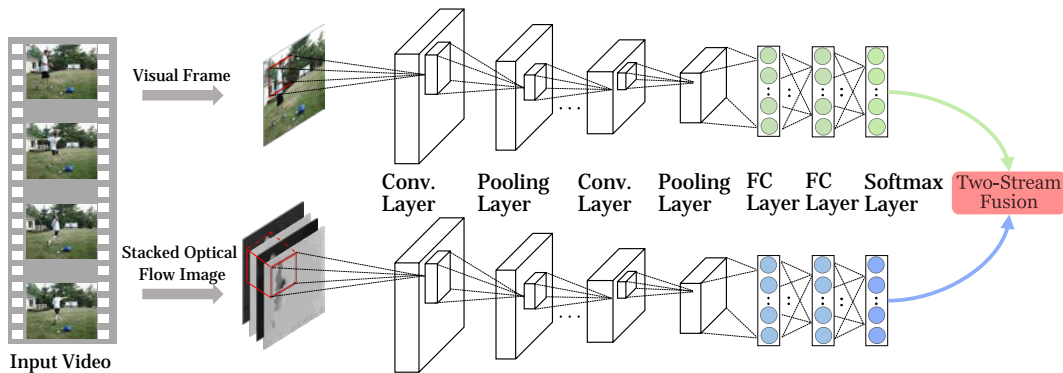 Visual Frame
Conv.
Layer
Pooling
Layer
Conv.
Layer
Pooling
Layer
FC
Layer
FC
Layer
Softmax
Layer
Two-Stream
Fusion
Stacked Optical
Flow Image
Input Video